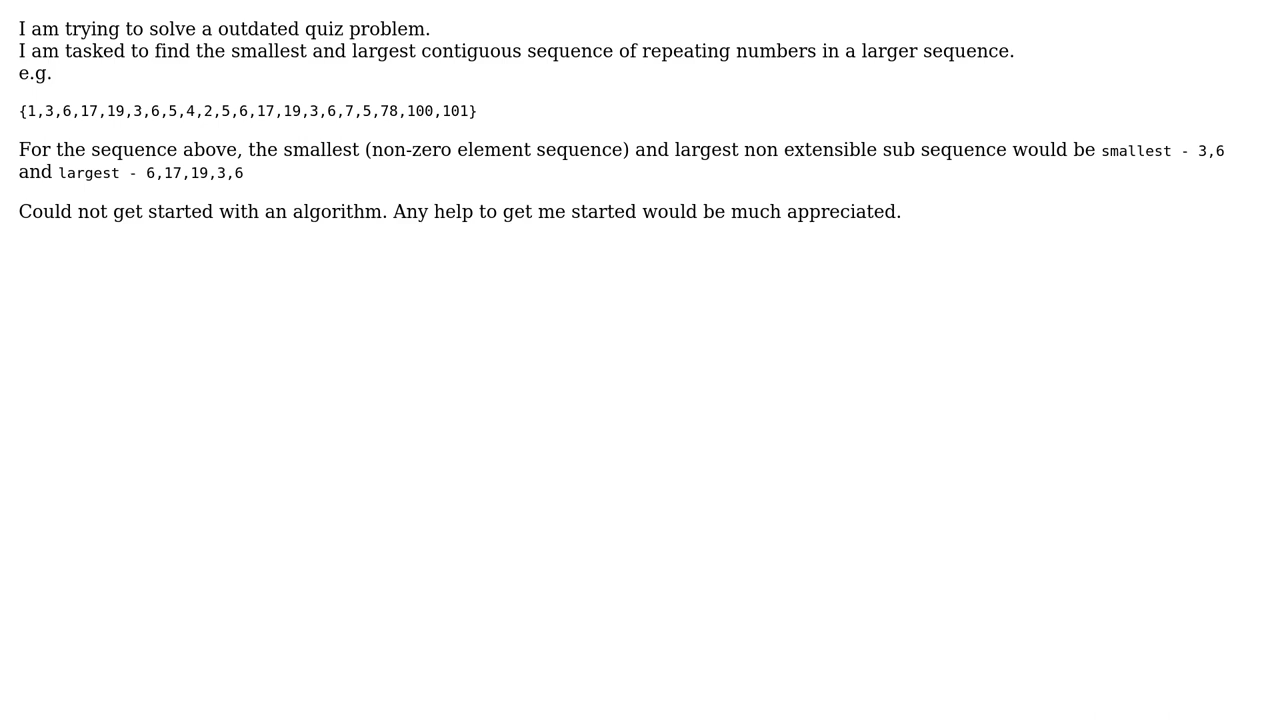 I am trying to solve a outdated quiz problem.
I am tasked to find the smallest and largest contiguous sequence of repeating numbers in a larger sequence.
e.g.
{1,3,6,17,19,3,6,5,4,2,5,6,17,19,3,6,7,5,78,100,101}
For the sequence above, the smallest (non-zero element sequence) and largest non extensible sub sequence would be smallest - 3,6
and largest - 6,17,19,3,6
Could not get started with an algorithm. Any help to get me started would be much appreciated.